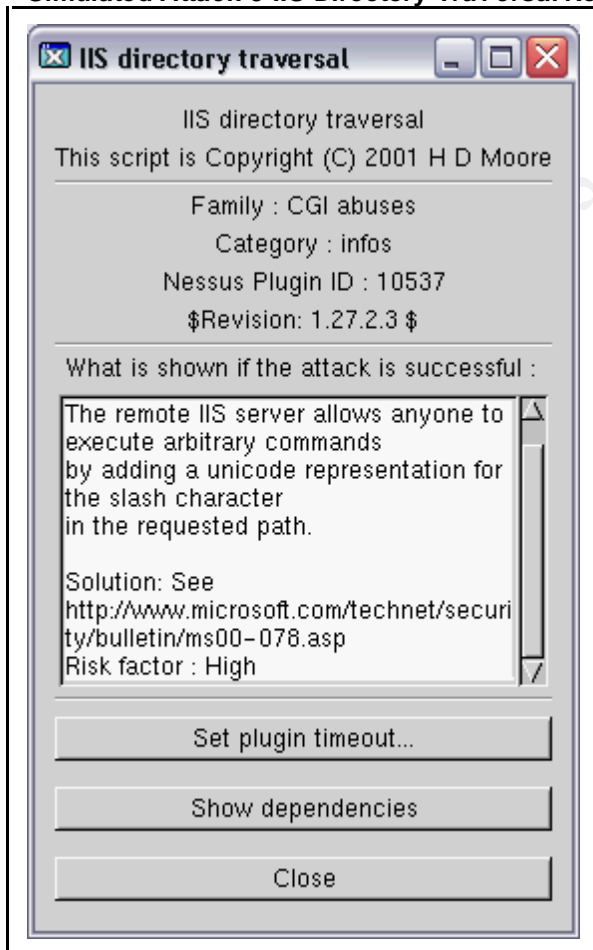 IIS directory traversal
IIS directory traversal
This script is Copyright (C) 2001 H D Moore
Family : CGI abuses
Category : infos
Nessus Plugin ID : 10537
$Revision: 1.27.2.3 $
What is shown if the attack is successful :
The remote IIS server allows anyone to
execute arbitrary commands
by adding a unicode representation for
the slash character
in the requested path.
Solution: See
http://www.microsoft.com/technet/securi
ty/bulletin/ms00-078.asp
Risk factor : High
Set plugin timeout...
Show dependencies
Close